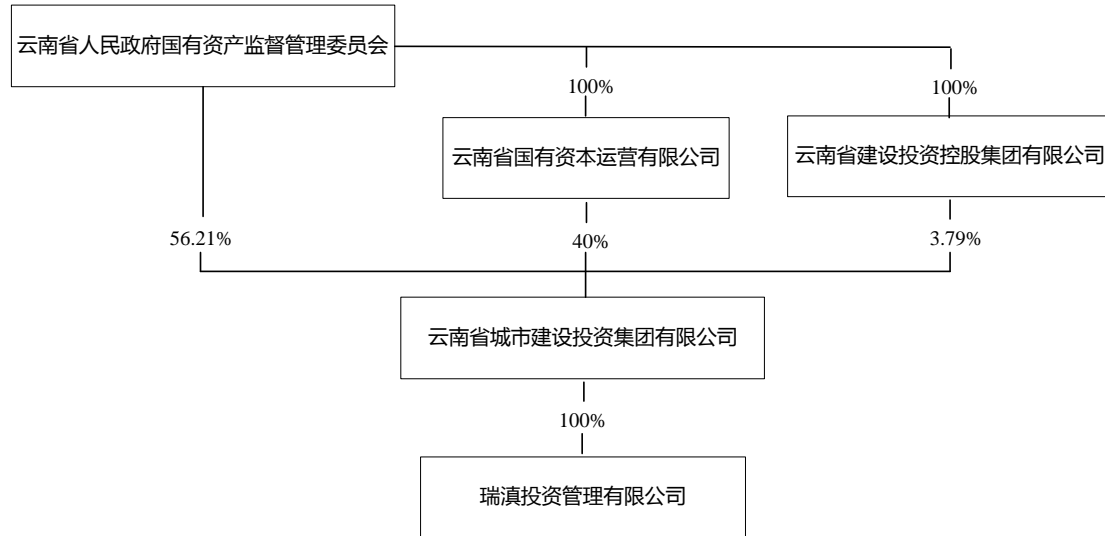 云南省人民政府国有资产监督管理委员会
100%
100%
云南省国有资本运营有限公司
云南省建设投资控股集团有限公司
56.21%
40%
3.79%
云南省城市建设投资集团有限公司
100%
瑞滇投资管理有限公司